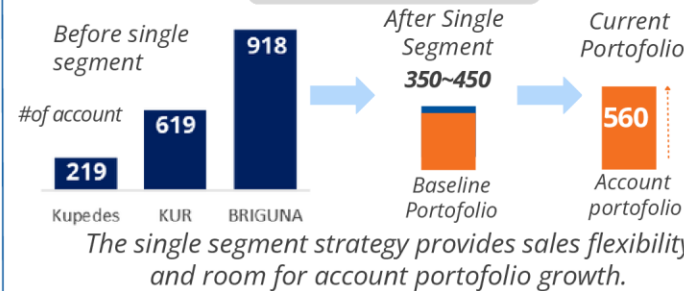 Before single
segment
#of account
219
619
918
Kupedes
KUR
BRIGUNA
After Single
Segment
350~450
Baseline
Portofolio
Current
Portofolio
560
Account
portofolio
The single segment strategy provides sales flexibility
and room for account portofolio growth.